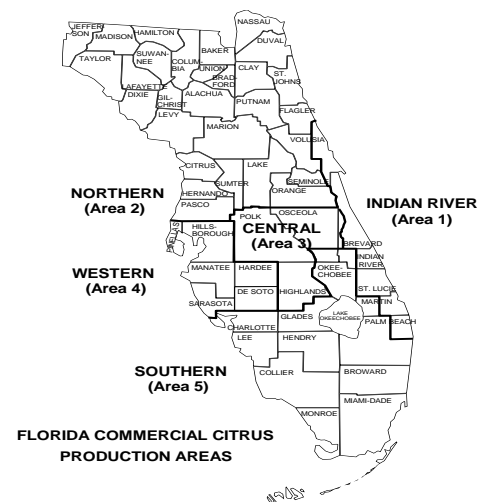 NASSAU
JEFFER-
SON
MADISON
HAMILTON
DUVAL
TAYLOR
SUWAN-
NEE
COLUM-
BIA
BAKER
UNION
BRAD-
FORD
CLAY
ST.
JOHNS
LAFAYETTE
DIXIE
GIL-
CHRIST
ALACHUA
PUTNAM
FLAGLER
LEVY
MARION
VOLUSIA
CITRUS
LAKE
SUMTER
SEMINOLE
ORANGE
HERNANDO
PASCO
NORTHERN
(Area 2)
INDIAN RIVER
(Area 1)
POLK
OSCEOLA
CENTRAL
(Area 3)
BREVARD
PINELLAS
HILLS-
BOROUGH
INDIAN
RIVER
WESTERN
(Area 4)
MANATEE
HARDEE
OKEE-
CHOBEE
ST. LUCIE
DE SOTO
HIGHLANDS
MARTIN
SARASOTA
GLADES
LAKE
OKEECHOBEE
PALM BEACH
CHARLOTTE
LEE
HENDRY
SOUTHERN
(Area 5)
COLLIER
BROWARD
MIAMI-DADE
MONROE
FLORIDA COMMERCIAL CITRUS
PRODUCTION AREAS